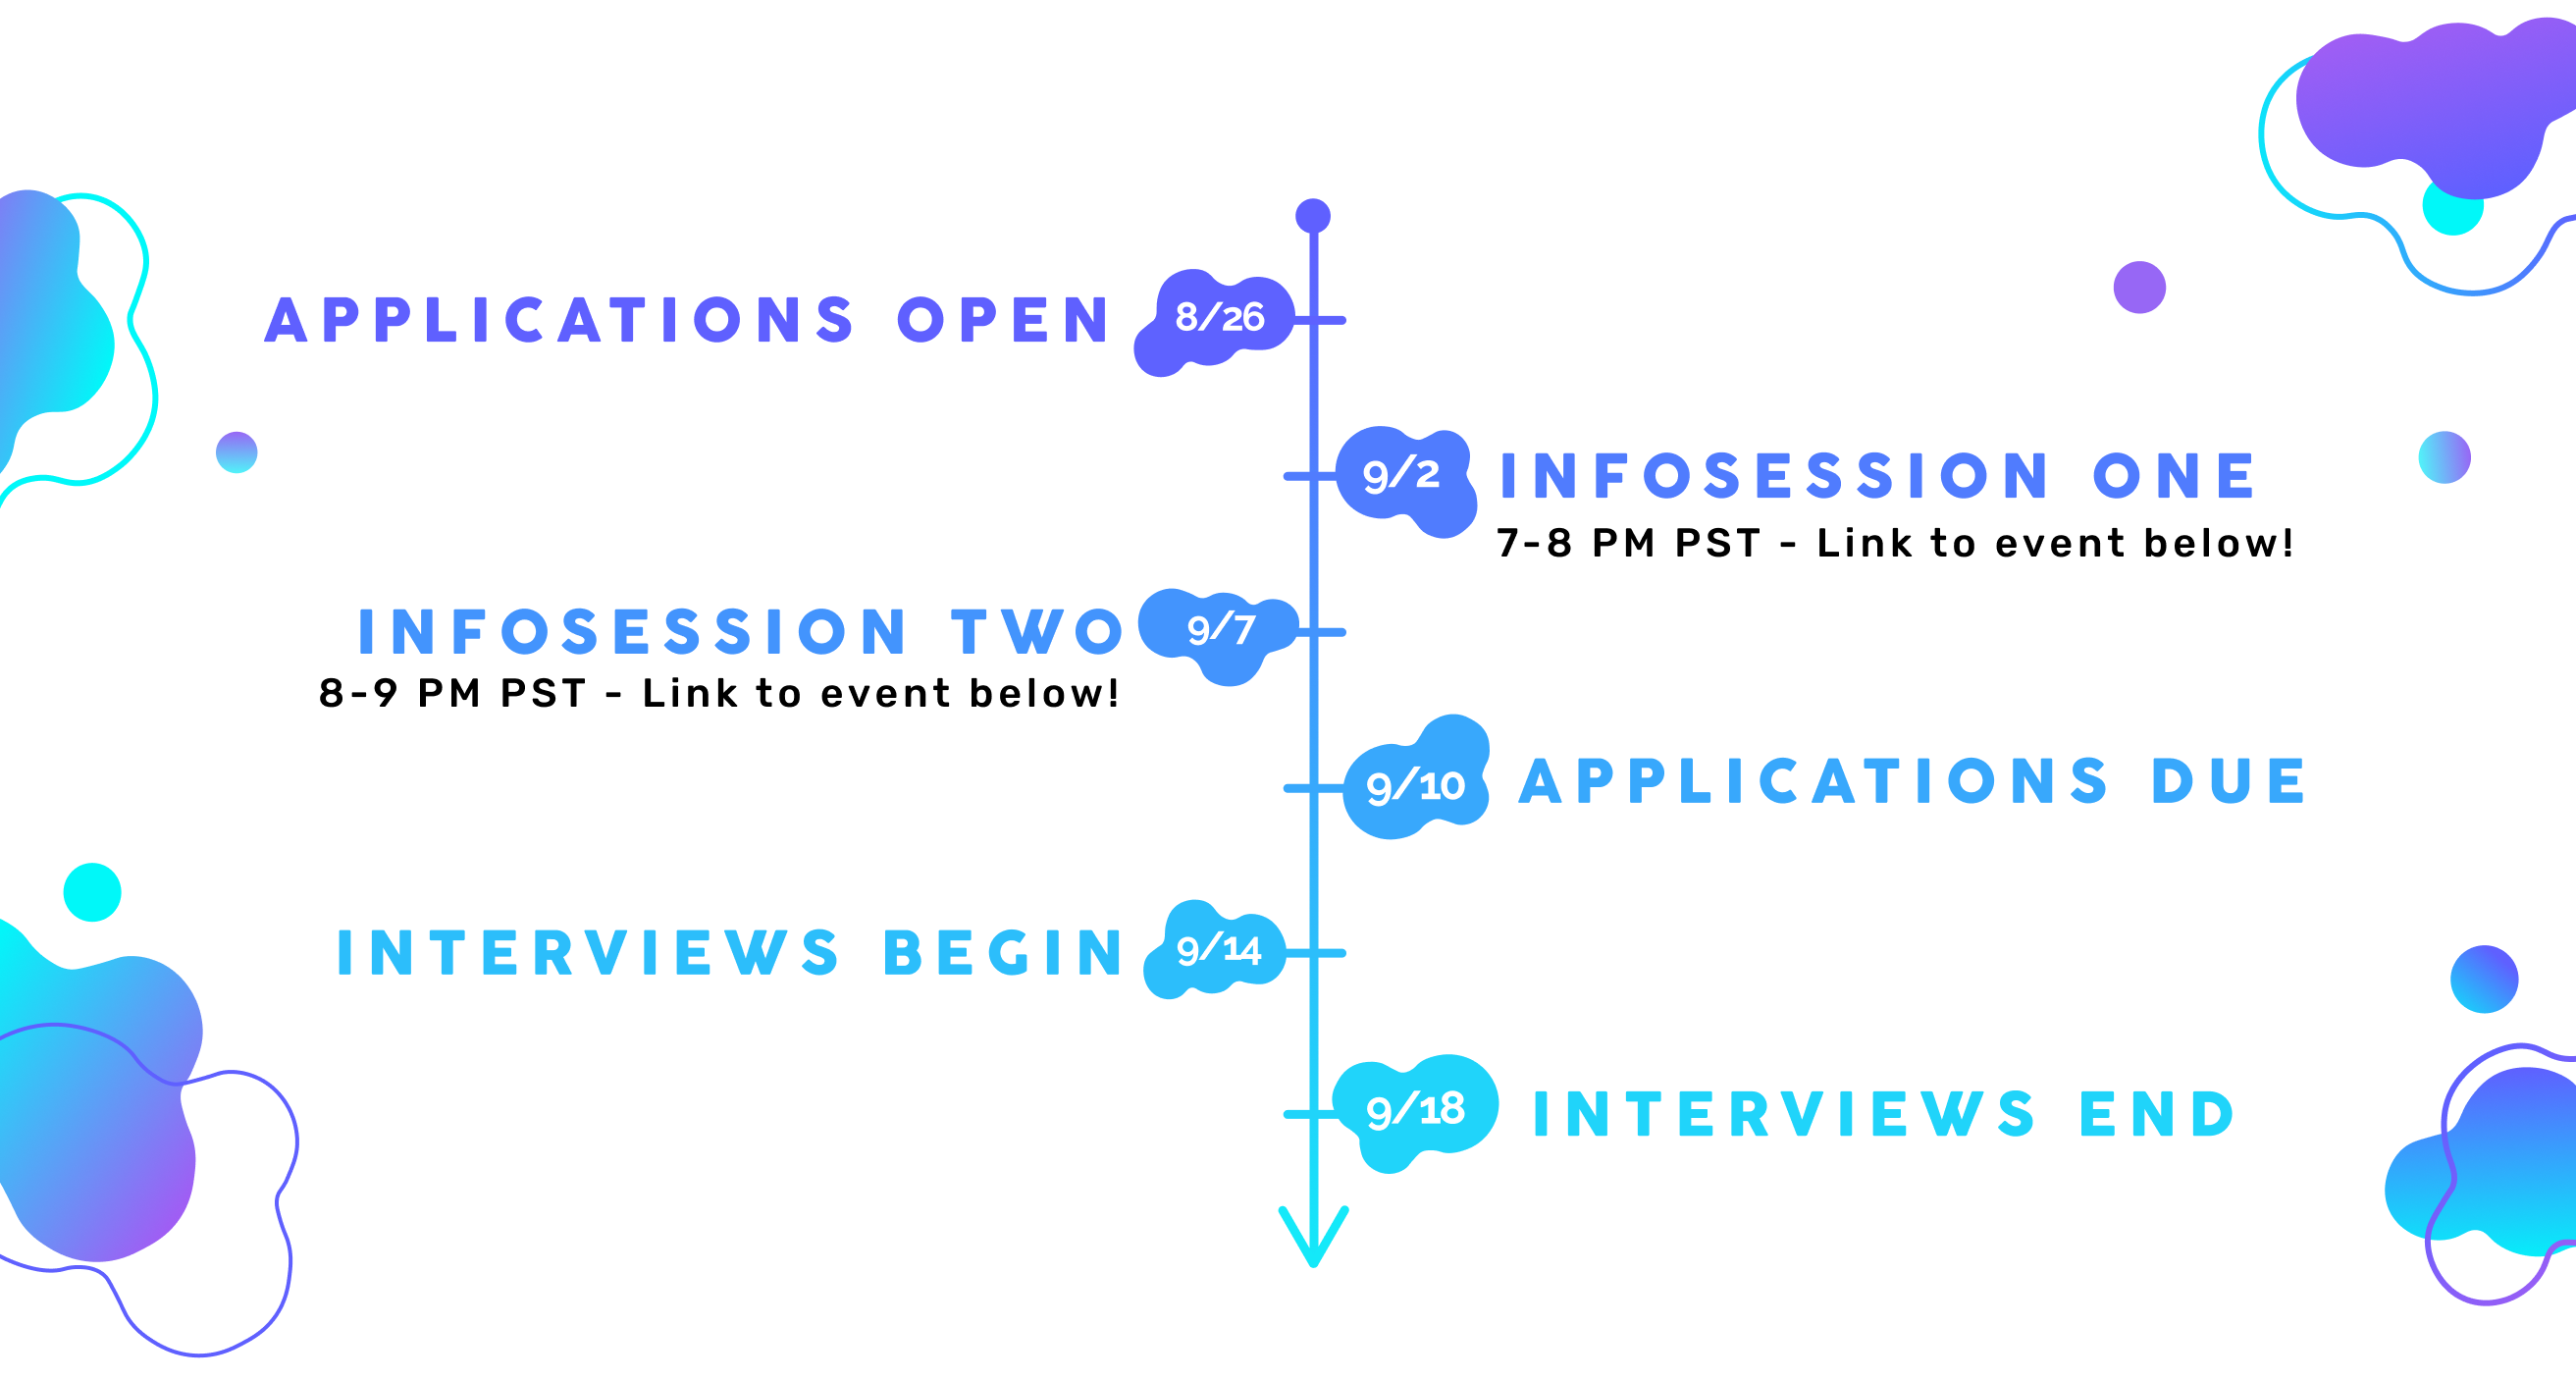 APPLICATIONS OPEN
8/26
9/2
INFOSESSION ONE
7-8 PM PST - Link to event below!
INFOSESSION TWO
9/7
8-9 PM PST - Link to event below!
9/10
APPLICATIONS DUE
INTERVIEWS BEGIN
9/14
9/18
INTERVIEWS END